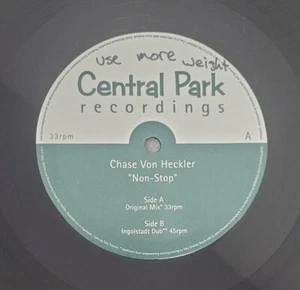 use more weight
Central Park
recordings
33rpm A
Chase Von Heckler
"Non-Stop"
Side A
Original Mix* 33rpm
Side B
Ingolstadt Dub** 45rpm